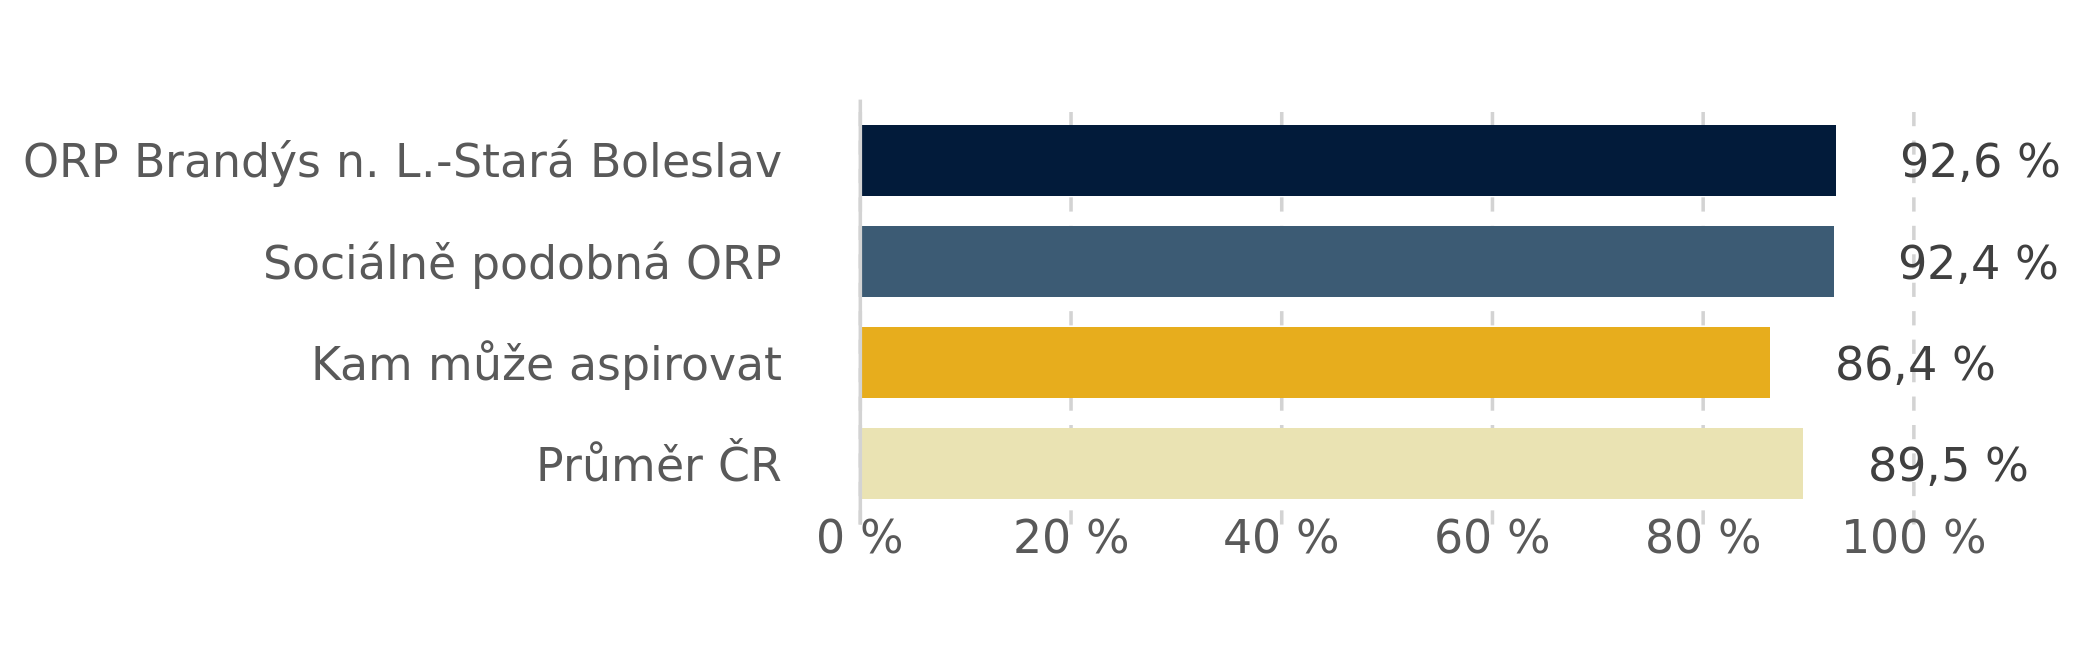 ORP Brandýs n. L.-Stará Boleslav 92,6 %
Sociálně podobná ORP 92,4 %
Kam může aspirovat 86,4 %
Průměr ČR 89,5 %
0 % 20 % 40 % 60 % 80 % 100 %